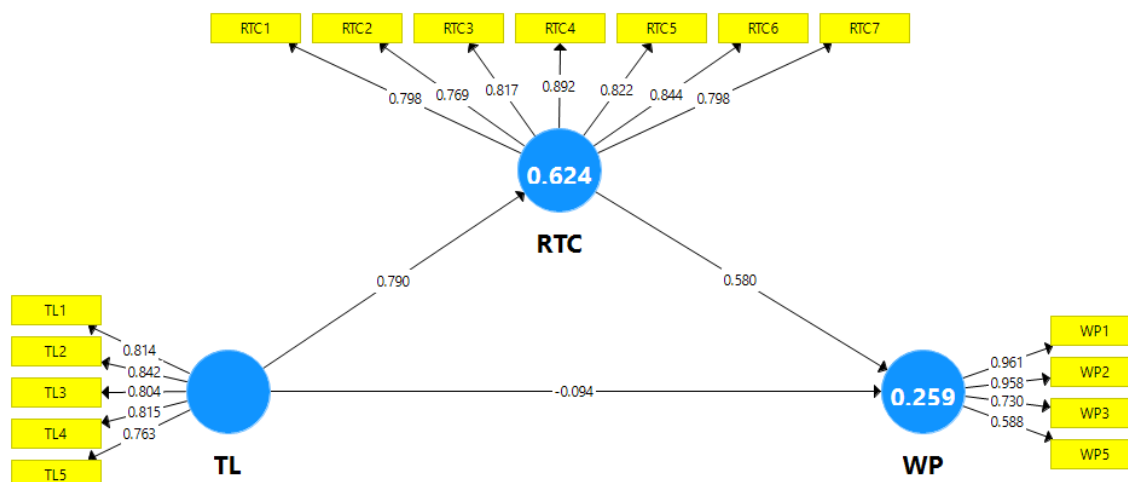 RTC1 RTC2 RTC3 RTC4 RTC5 RTC6 RTC7
0.798 0.769 0.817 0.892 0.822 0.844 0.798
0.624
RTC
0.790
0.580
TL1
TL2
TL3
TL4
TL5
0.814
0.842
0.804
0.815
0.763
TL
-0.094
0.259
WP
0.961
0.958
0.730
0.588
WP1
WP2
WP3
WP5